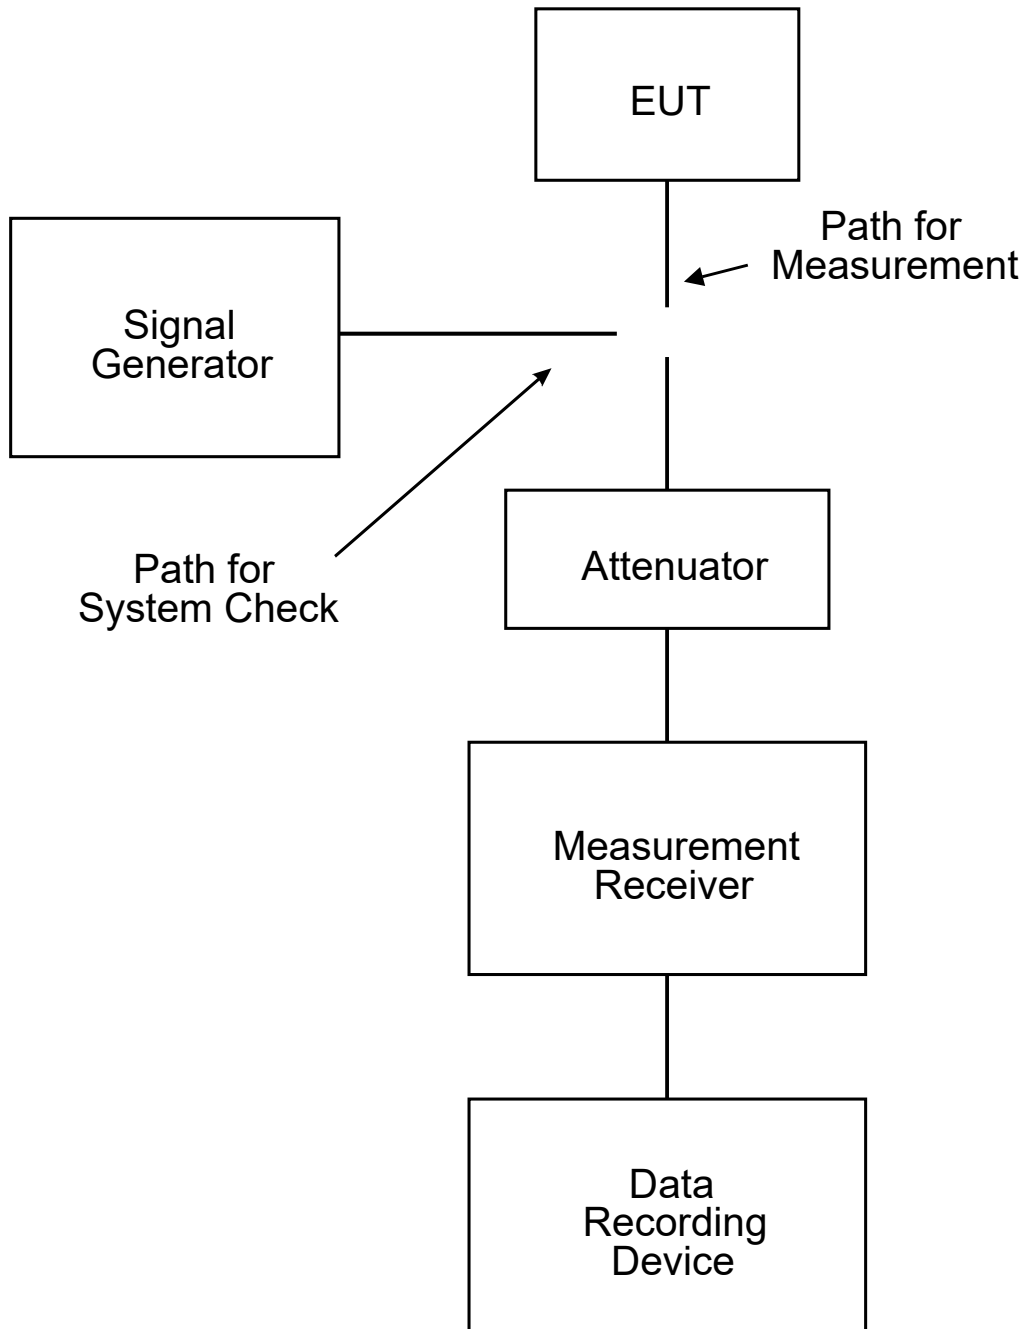 EUT
Path for
Measurement
Signal
Generator
Path for
System Check
Attenuator
Measurement
Receiver
Data
Recording
Device